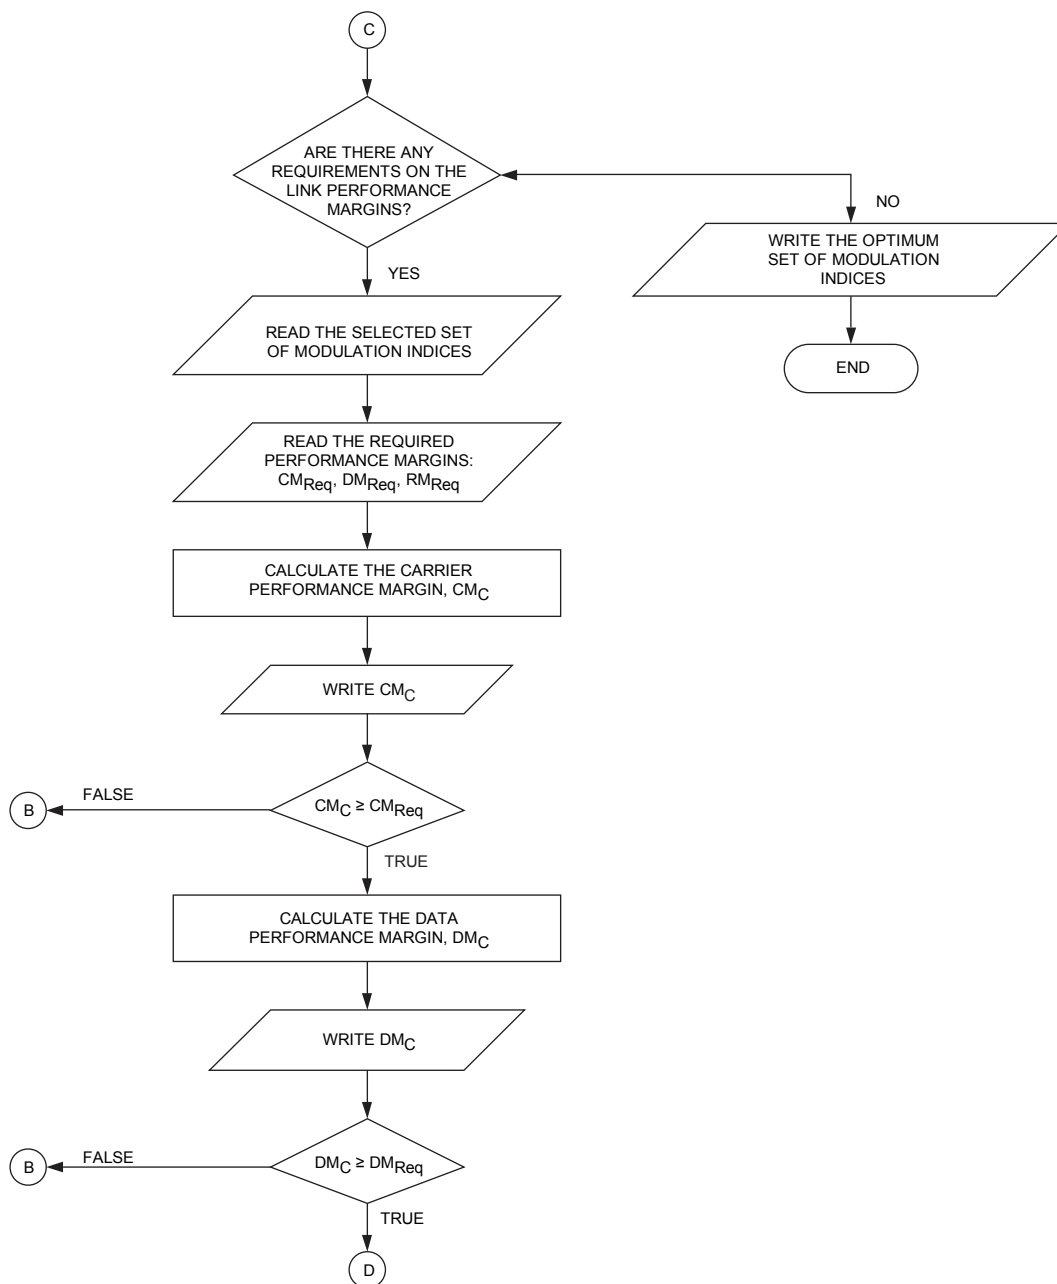 C
ARE THERE ANY
REQUIREMENTS ON THE
LINK PERFORMANCE
MARGINS?
NO
WRITE THE OPTIMUM
SET OF MODULATION
INDICES
END
YES
READ THE SELECTED SET
OF MODULATION INDICES
READ THE REQUIRED
PERFORMANCE MARGINS:
CMReq, DMReq, RMReq
CALCULATE THE CARRIER
PERFORMANCE MARGIN, CMC
WRITE CMC
FALSE
B
CMC ≥ CMReq
TRUE
CALCULATE THE DATA
PERFORMANCE MARGIN, DMC
WRITE DMC
FALSE
B
DMC ≥ DMReq
TRUE
D